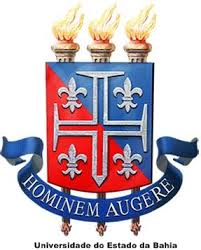 HOMINEM AUGERE
Universidade do Estado da Bahia